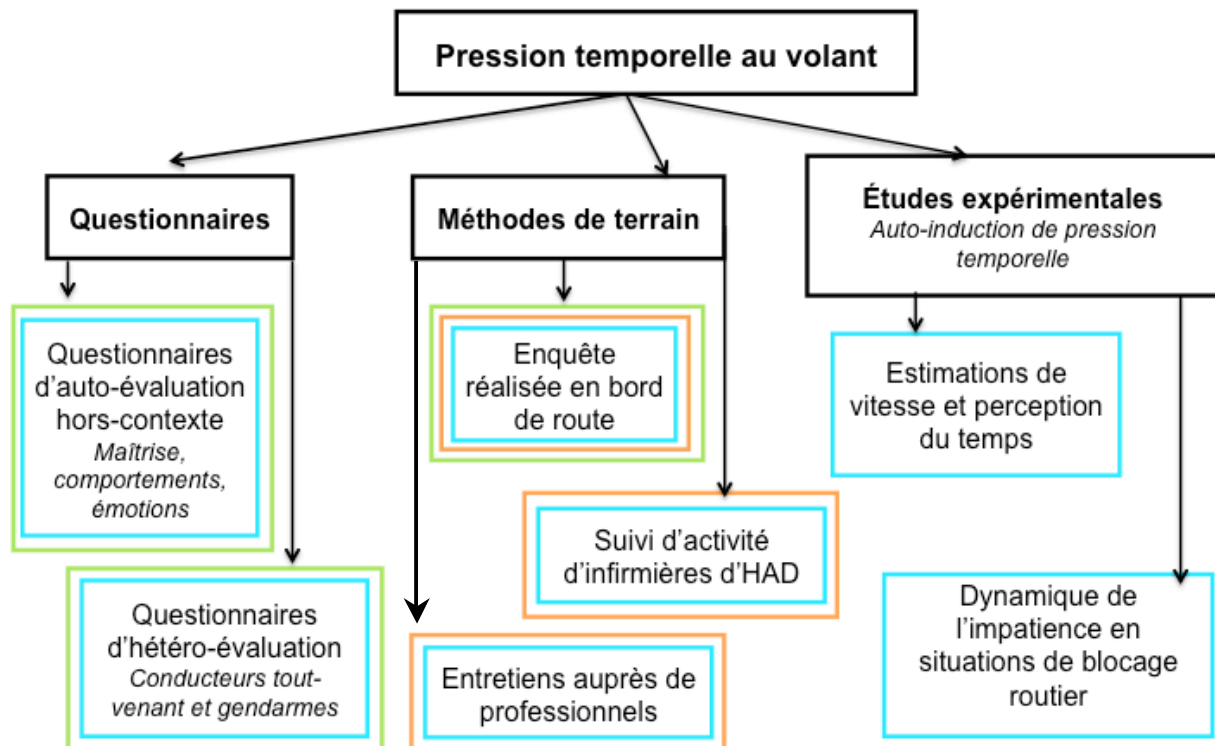 Pression temporelle au volant
Questionnaires
Méthodes de terrain
Études expérimentales
Auto-induction de pression
temporelle
Questionnaires
d'auto-évaluation
hors-contexte
Maîtrise,
comportements,
émotions
Enquête
réalisée en bord
de route
Estimations de
vitesse et perception
du temps
Suivi d'activité
d'infirmières d'HAD
Questionnaires
d'hétéro-évaluation
Conducteurs tout-
venant et gendarmes
Entretiens auprès de
professionnels
Dynamique de
l'impatience en
situations de blocage
routier